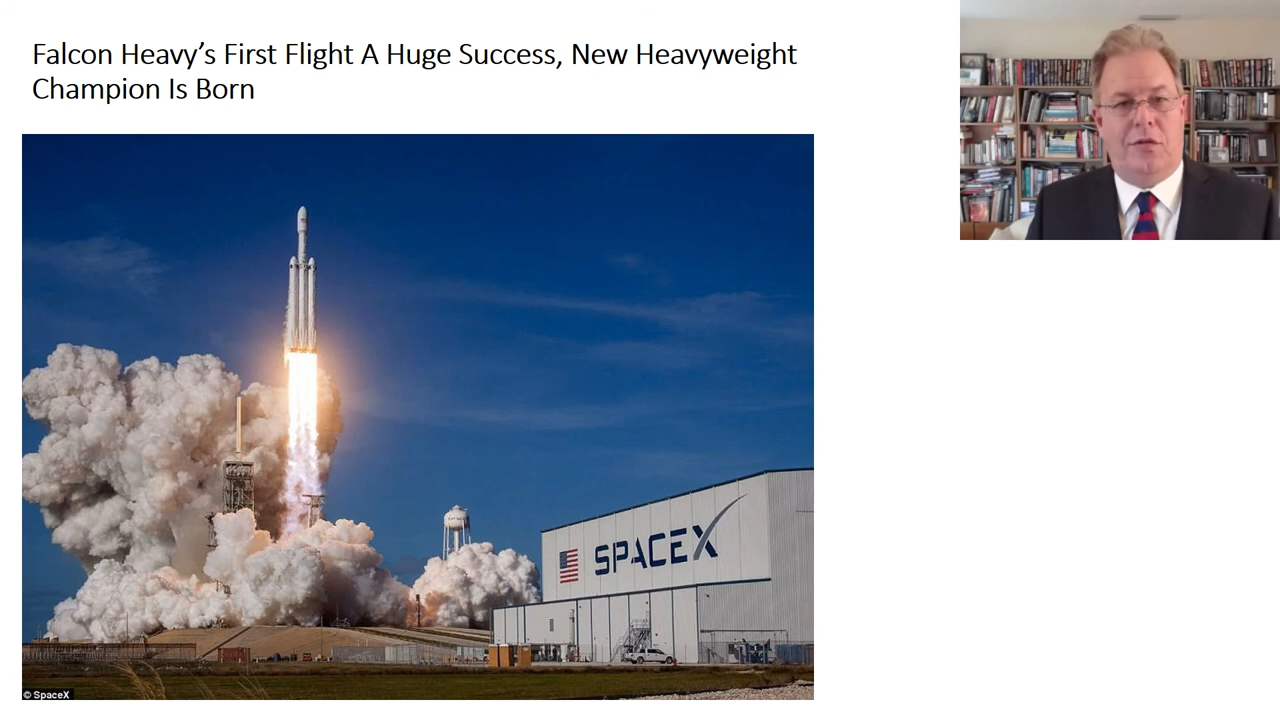 Falcon Heavy’s First Flight A Huge Success, New Heavyweight
Champion Is Born
SPACEX
© SpaceX